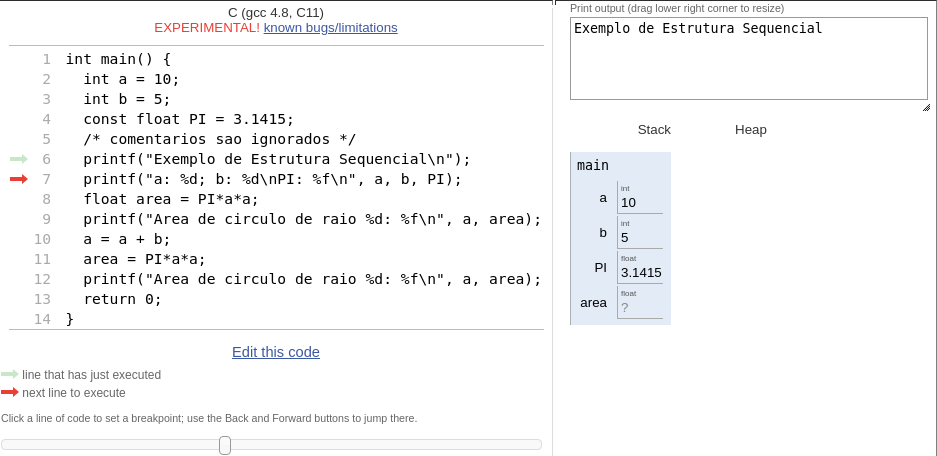 C (gcc 4.8, C11)
EXPERIMENTAL! known bugs/limitations
1 int main() {
2 int a = 10;
3 int b = 5;
4 const float PI = 3.1415;
5 /* comentarios sao ignorados */
6 printf("Exemplo de Estrutura Sequencial\n");
7 printf("a: %d; b: %d\nPI: %f\n", a, b, PI);
8 float area = PI*a*a;
9 printf("Area de circulo de raio %d: %f\n", a, area);
10 a = a + b;
11 area = PI*a*a;
12 printf("Area de circulo de raio %d: %f\n", a, area);
13 return 0;
14 }
Edit this code
line that has just executed
next line to execute
Click a line of code to set a breakpoint; use the Back and Forward buttons to jump there.
Print output (drag lower right corner to resize)
Exemplo de Estrutura Sequencial
Stack Heap
main
int
a 10
int
b 5
float
PI 3.1415
float
area ?